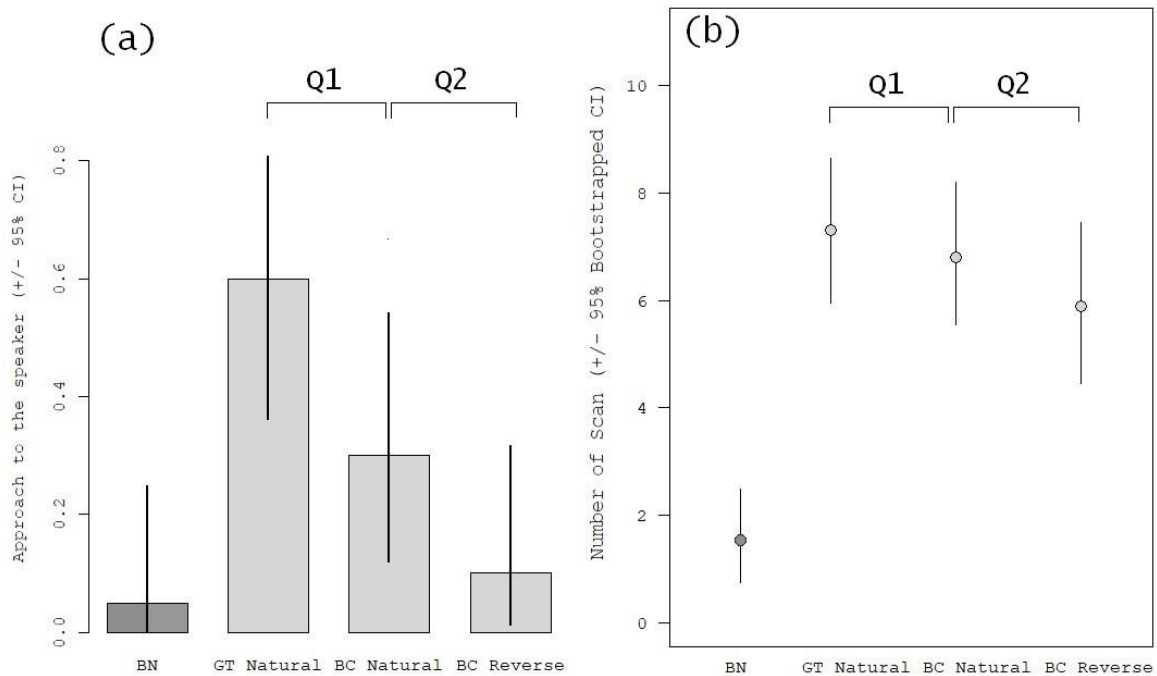 (a)
Q1 Q2
Approach to the speaker (+/- 95% CI)
0.8
0.6
0.4
0.2
0.0
BN GT Natural BC Natural BC Reverse
(b)
Q1 Q2
Number of Scan (+/- 95% Bootstrapped CI)
10
8
6
4
2
0
BN GT Natural BC Natural BC Reverse